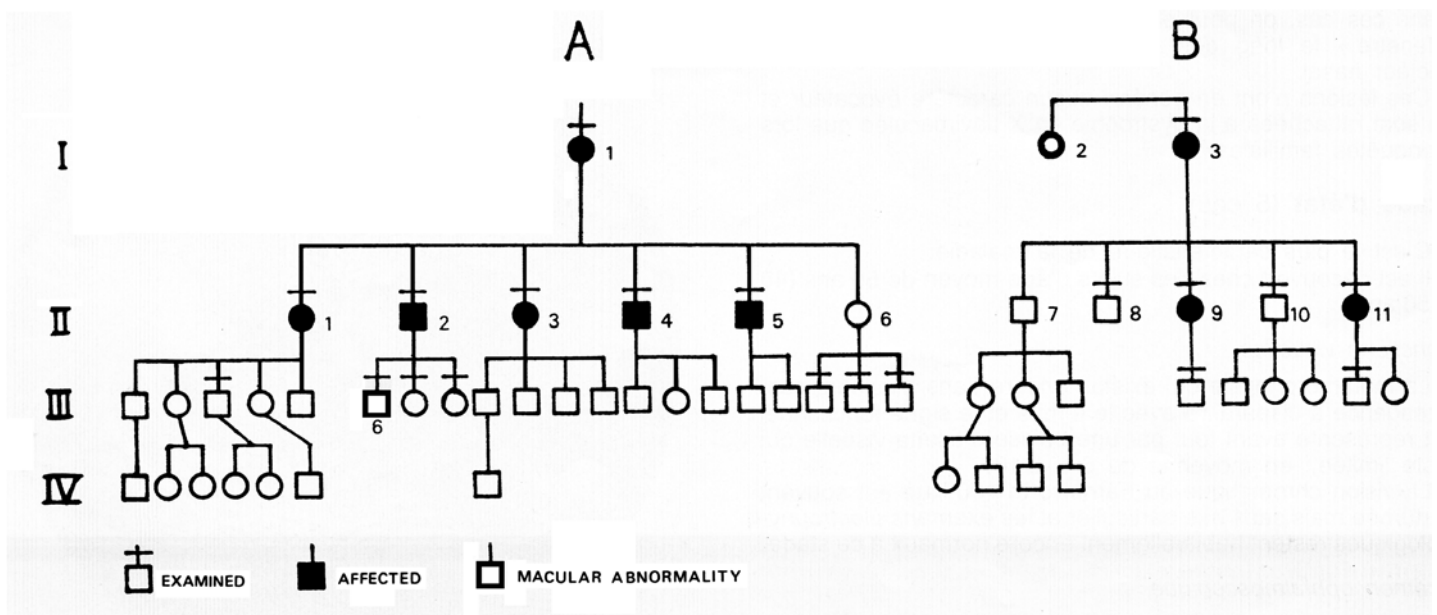 A B
I 1 2 3
II 1 2 3 4 5 6 7 8 9 10 11
III 6
IV
EXAMINED AFFECTED MACULAR ABNORMALITY